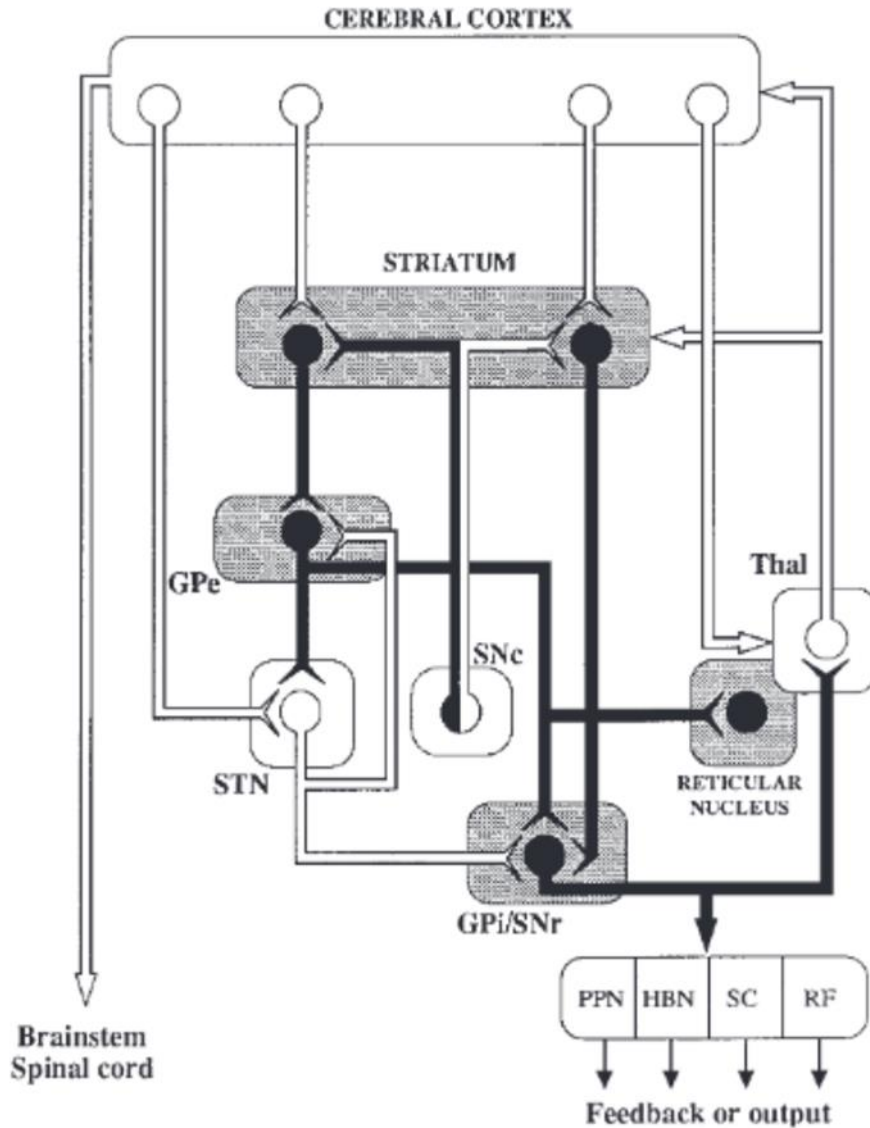 CEREBRAL CORTEX
STRIATUM
GPe
Thal
SNc
STN
RETICULAR
NUCLEUS
GPi/SNr
PPN HBN SC RF
Brainstem
Spinal cord
Feedback or output